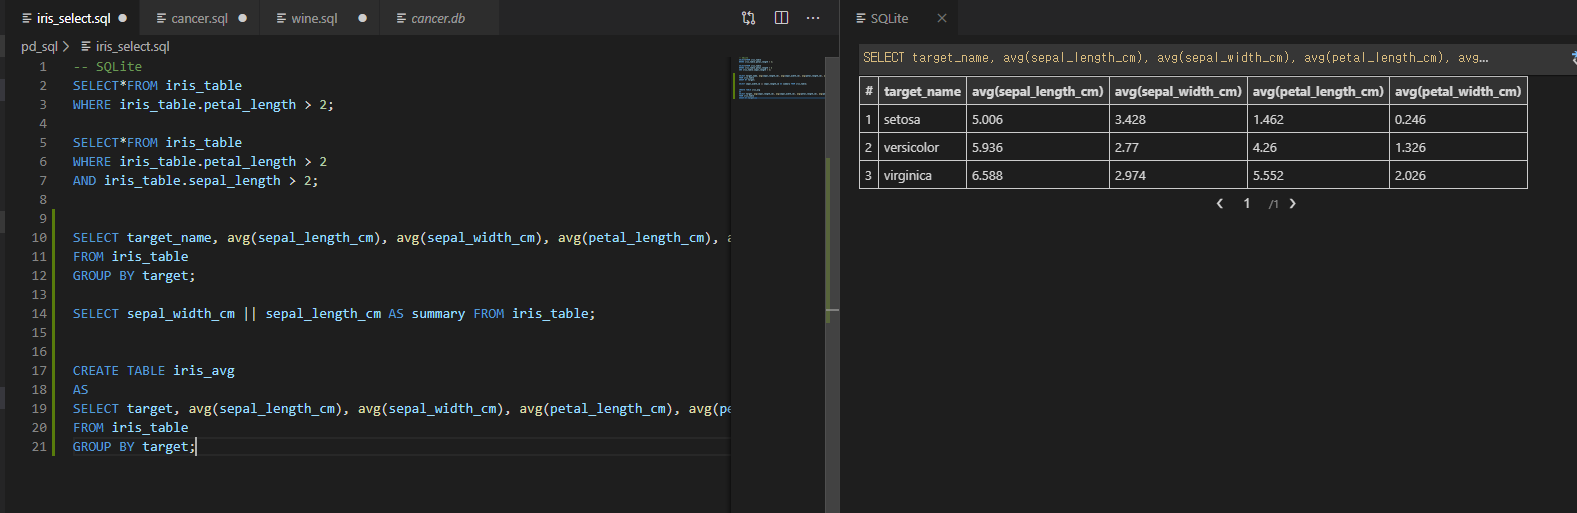 iris_select.sql
cancer.sql
wine.sql
cancer.db
pd_sql > iris_select.sql
1 -- SQLite
2 SELECT*FROM iris_table
3 WHERE iris_table.petal_length > 2;
4
5 SELECT*FROM iris_table
6 WHERE iris_table.petal_length > 2
7 AND iris_table.sepal_length > 2;
8
9
10 SELECT target_name, avg(sepal_length_cm), avg(sepal_width_cm), avg(petal_length_cm), a
11 FROM iris_table
12 GROUP BY target;
13
14 SELECT sepal_width_cm || sepal_length_cm AS summary FROM iris_table;
15
16
17 CREATE TABLE iris_avg
18 AS
19 SELECT target, avg(sepal_length_cm), avg(sepal_width_cm), avg(petal_length_cm), avg(pe
20 FROM iris_table
21 GROUP BY target;
SQLite
SELECT target_name, avg(sepal_length_cm), avg(sepal_width_cm), avg(petal_length_cm), avg...
# target_name avg(sepal_length_cm) avg(sepal_width_cm) avg(petal_length_cm) avg(petal_width_cm)
1 setosa 5.006 3.428 1.462 0.246
2 versicolor 5.936 2.77 4.26 1.326
3 virginica 6.588 2.974 5.552 2.026
1 /1